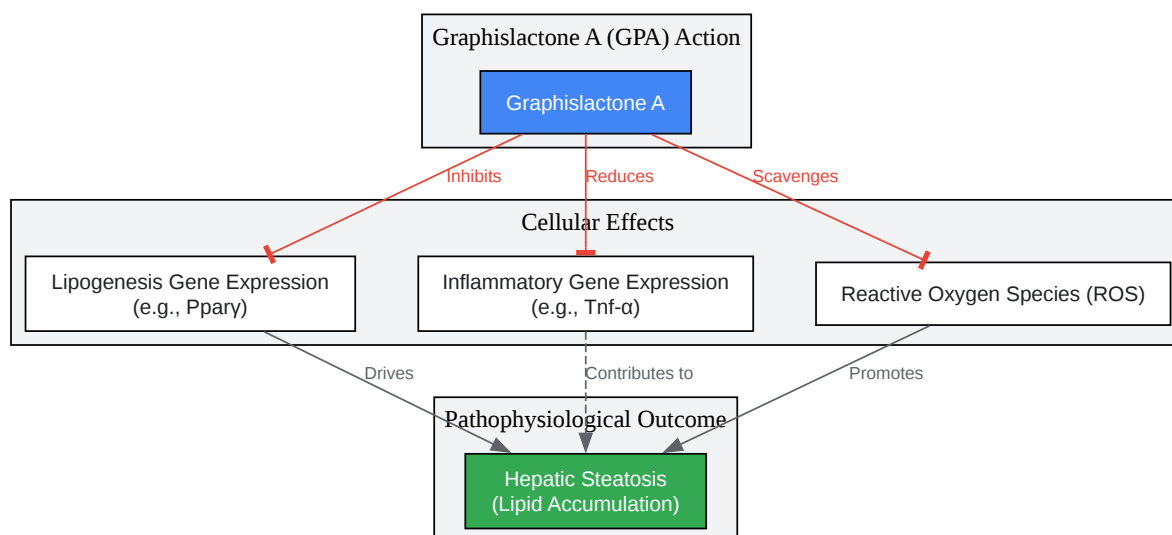 Graphislactone A (GPA) Action
Graphislactone A
Inhibits
Reduces
Scavenges
Cellular Effects
Lipogenesis Gene Expression
(e.g., Pparγ)
Inflammatory Gene Expression
(e.g., Tnf-α)
Reactive Oxygen Species (ROS)
Drives
Contributes to
Promotes
Pathophysiological Outcome
Hepatic Steatosis
(Lipid Accumulation)